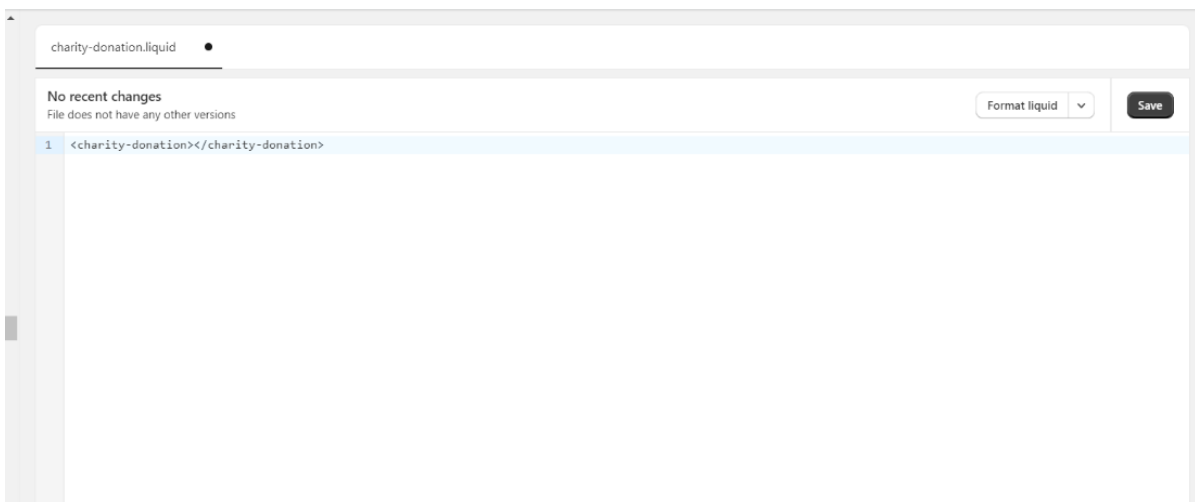 charity-donation.liquid
No recent changes
File does not have any other versions
Format liquid
Save
1 <charity-donation></charity-donation>